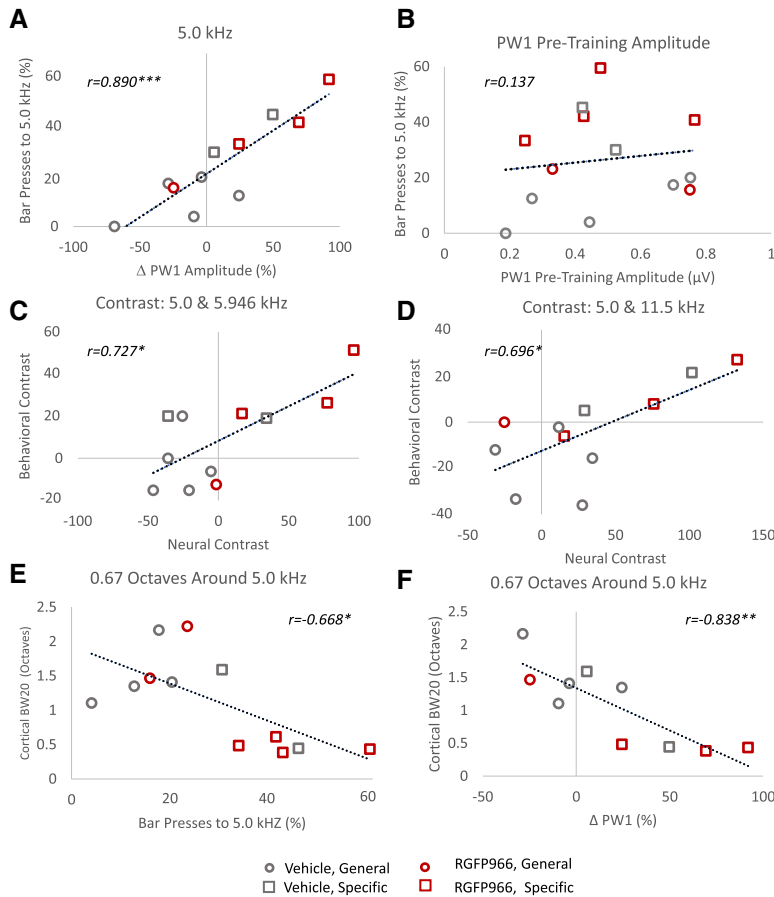 A
5.0 kHz
r=0.890***
Bar Presses to 5.0 kHz (%)
60
40
20
0
-100
-50
0
50
100
Δ PW1 Amplitude (%)
B
PW1 Pre-Training Amplitude
r=0.137
Bar Presses to 5.0 kHz (%)
60
40
20
0
0
0.2
0.4
0.6
0.8
1
PW1 Pre-Training Amplitude (µV)
C
Contrast: 5.0 & 5.946 kHz
r=0.727*
Behavioral Contrast
60
40
20
0
-20
-100
-50
0
50
100
Neural Contrast
D
Contrast: 5.0 & 11.5 kHz
r=0.696*
Behavioral Contrast
40
20
0
-20
-40
-50
0
50
100
150
Neural Contrast
E
0.67 Octaves Around 5.0 kHz
r=-0.668*
Cortical BW20 (Octaves)
2.5
2
1.5
1
0.5
0
0
20
40
60
Bar Presses to 5.0 kHZ (%)
F
0.67 Octaves Around 5.0 kHz
r=-0.838**
Cortical BW20 (Octaves)
2.5
2.0
1.5
1.0
0.5
0
-50
0
50
100
Δ PW1 (%)
Vehicle, General
RGFP966, General
Vehicle, Specific
RGFP966, Specific